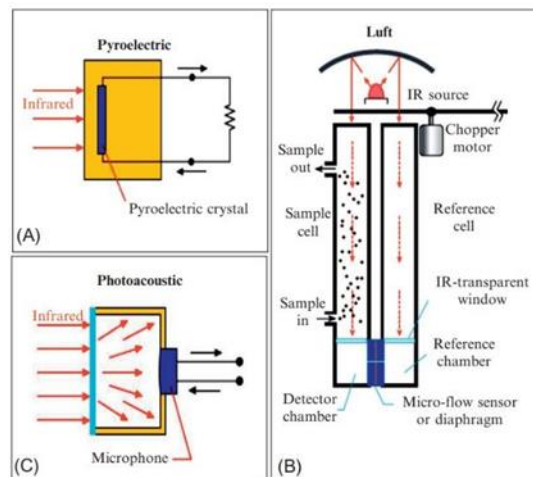 Pyroelectric
Infrared
Pyroelectric crystal
(A)
Photoacoustic
Infrared
Microphone
(C)
Luft
IR source
Chopper
motor
Sample
out
Sample
cell
Reference
cell
Sample
in
IR-transparent
window
Reference
chamber
Detector
chamber
Micro-flow sensor
or diaphragm
(B)